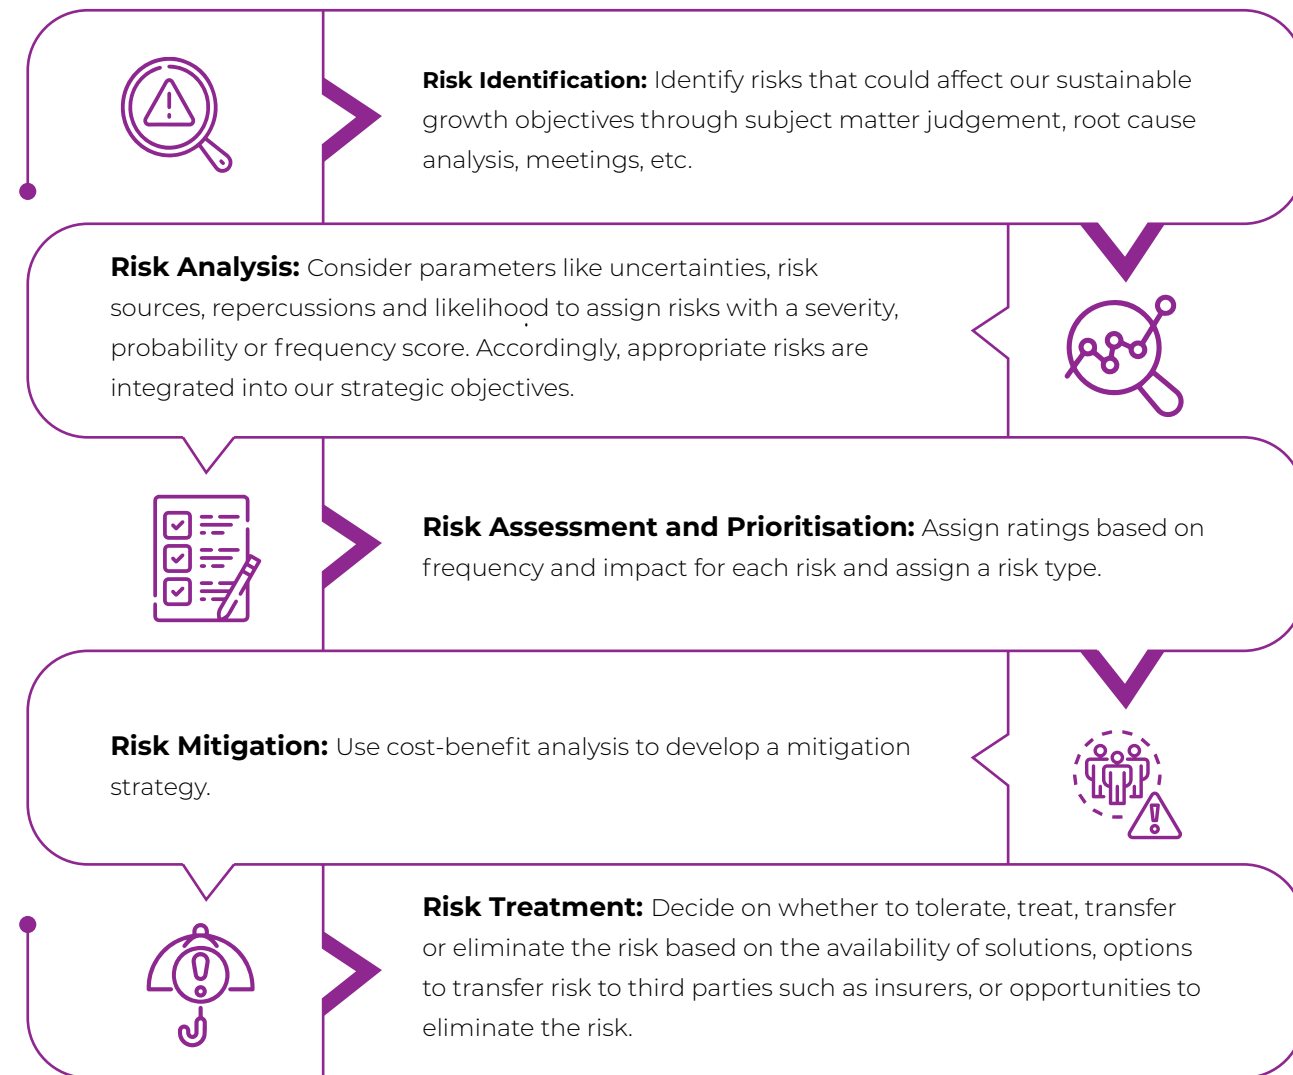 Risk Identification: Identify risks that could affect our sustainable
growth objectives through subject matter judgement, root cause
analysis, meetings, etc.
Risk Analysis: Consider parameters like uncertainties, risk
sources, repercussions and likelihood to assign risks with a severity,
probability or frequency score. Accordingly, appropriate risks are
integrated into our strategic objectives.
Risk Assessment and Prioritisation: Assign ratings based on
frequency and impact for each risk and assign a risk type.
Risk Mitigation: Use cost-benefit analysis to develop a mitigation
strategy.
Risk Treatment: Decide on whether to tolerate, treat, transfer
or eliminate the risk based on the availability of solutions, options
to transfer risk to third parties such as insurers, or opportunities to
eliminate the risk.